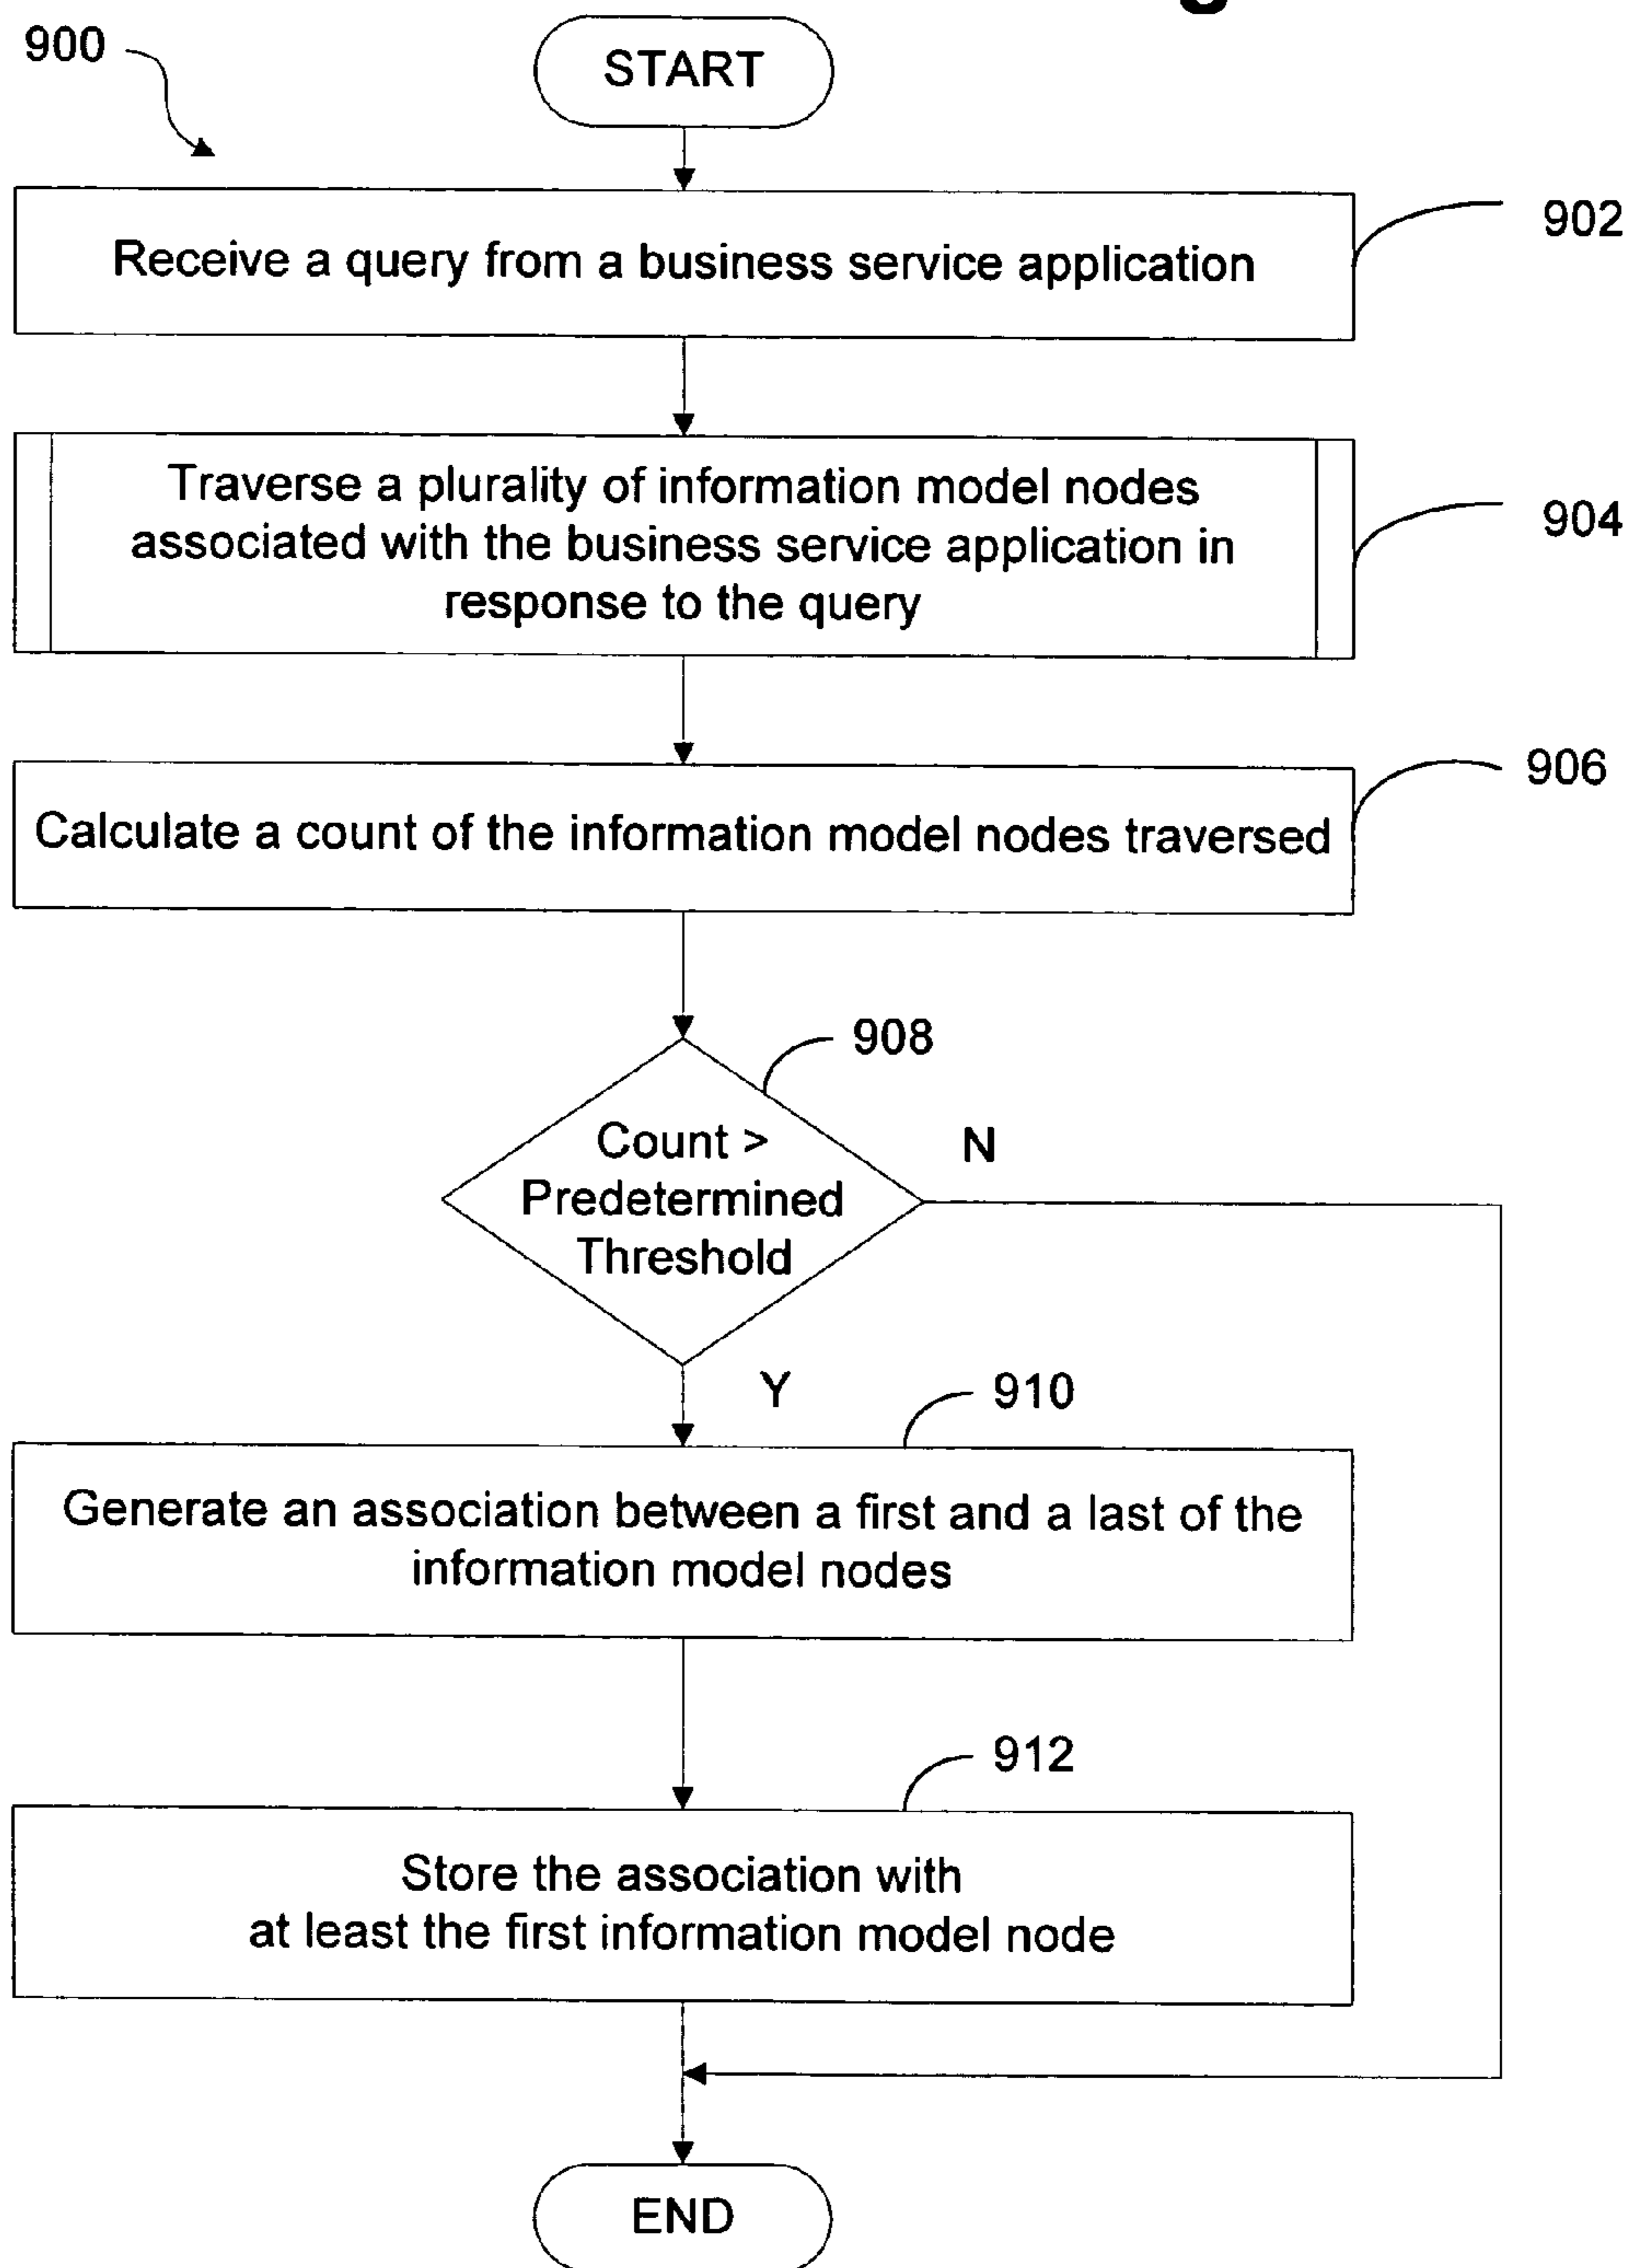 900
START
902
Receive a query from a business service application
Traverse a plurality of information model nodes
associated with the business service application in
response to the query
904
906
Calculate a count of the information model nodes traversed
908
Count >
Predetermined
Threshold
N
Y
910
Generate an association between a first and a last of the
information model nodes
912
Store the association with
at least the first information model node
END